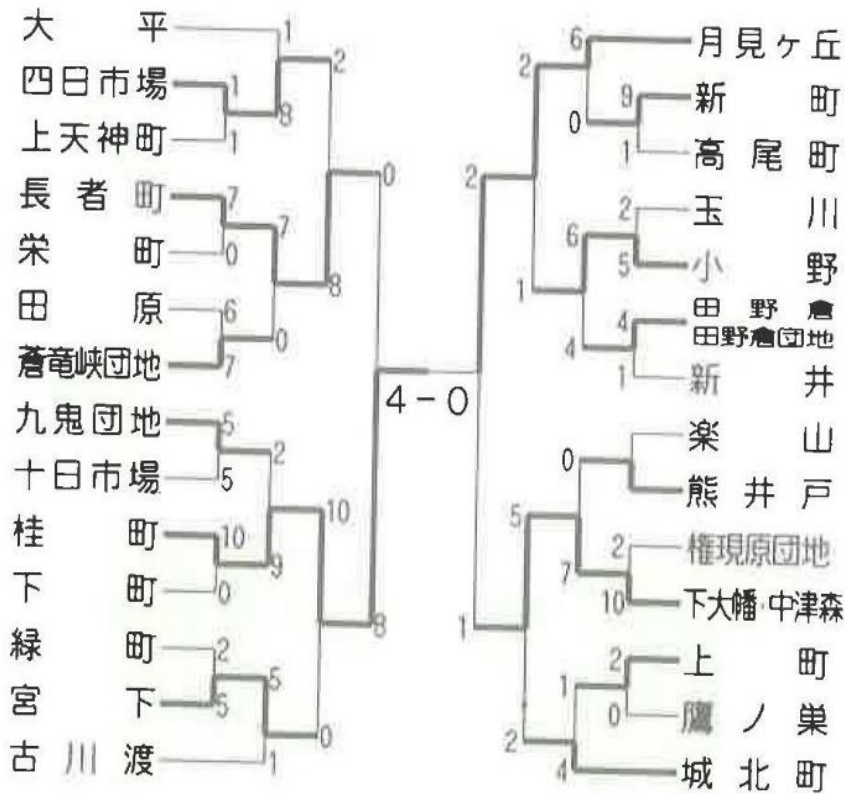 大平
四日市場
上天神町
長者町
栄町
田原
蒼竜峡団地
九鬼団地
十日市場
桂町
下町
緑町
宮下
古川渡
1
2
1
8
1
0
7
7
0
8
6
0
7
5
2
5
10
10
9
0
8
2
5
5
0
1
4-0
月見ヶ丘
新町
高尾町
玉川
小野
田野倉
田野倉団地
新井
楽山
熊井戸
権現原団地
下大幡・中津森
上町
鷹ノ巣
城北町
6
2
9
0
1
2
2
6
5
1
4
4
1
0
5
2
7
10
1
2
1
0
2
4